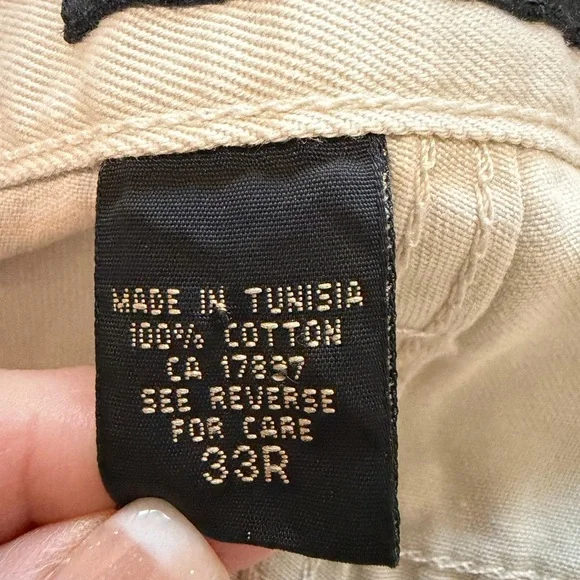 MADE IN TUNISIA
100% COTTON
CA 17837
SEE REVERSE
FOR CARE
33R